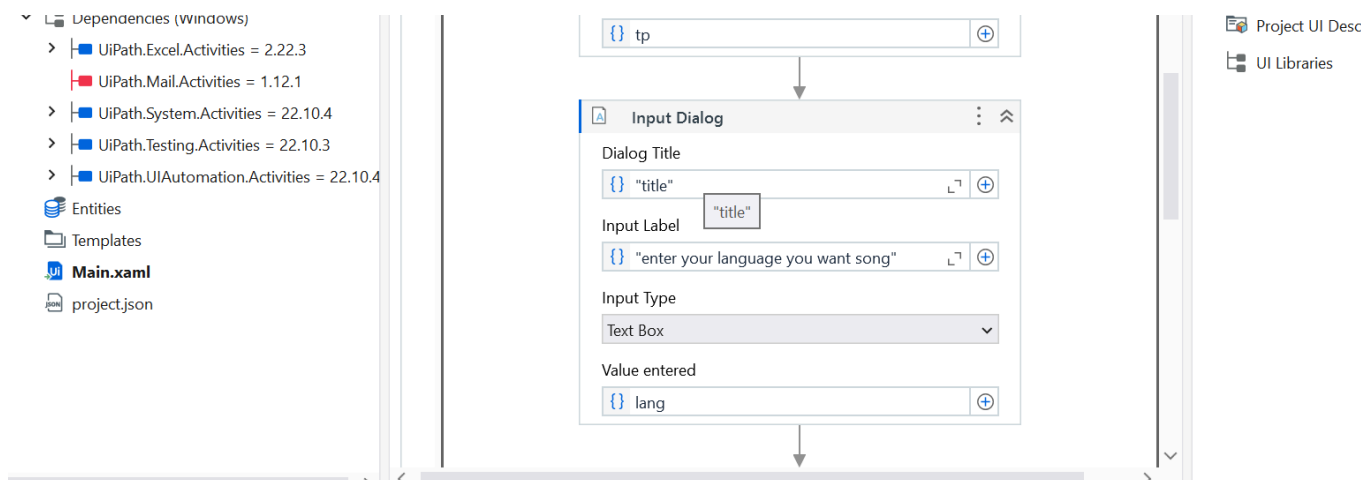 Dependencies (Windows)
UiPath.Excel.Activities = 2.22.3
UiPath.Mail.Activities = 1.12.1
UiPath.System.Activities = 22.10.4
UiPath.Testing.Activities = 22.10.3
UiPath.UIAutomation.Activities = 22.10.4
Entities
Templates
Main.xaml
project.json
tp
Input Dialog
Dialog Title
"title"
"title"
Input Label
"enter your language you want song"
Input Type
Text Box
Value entered
lang
Project UI Desc
UI Libraries